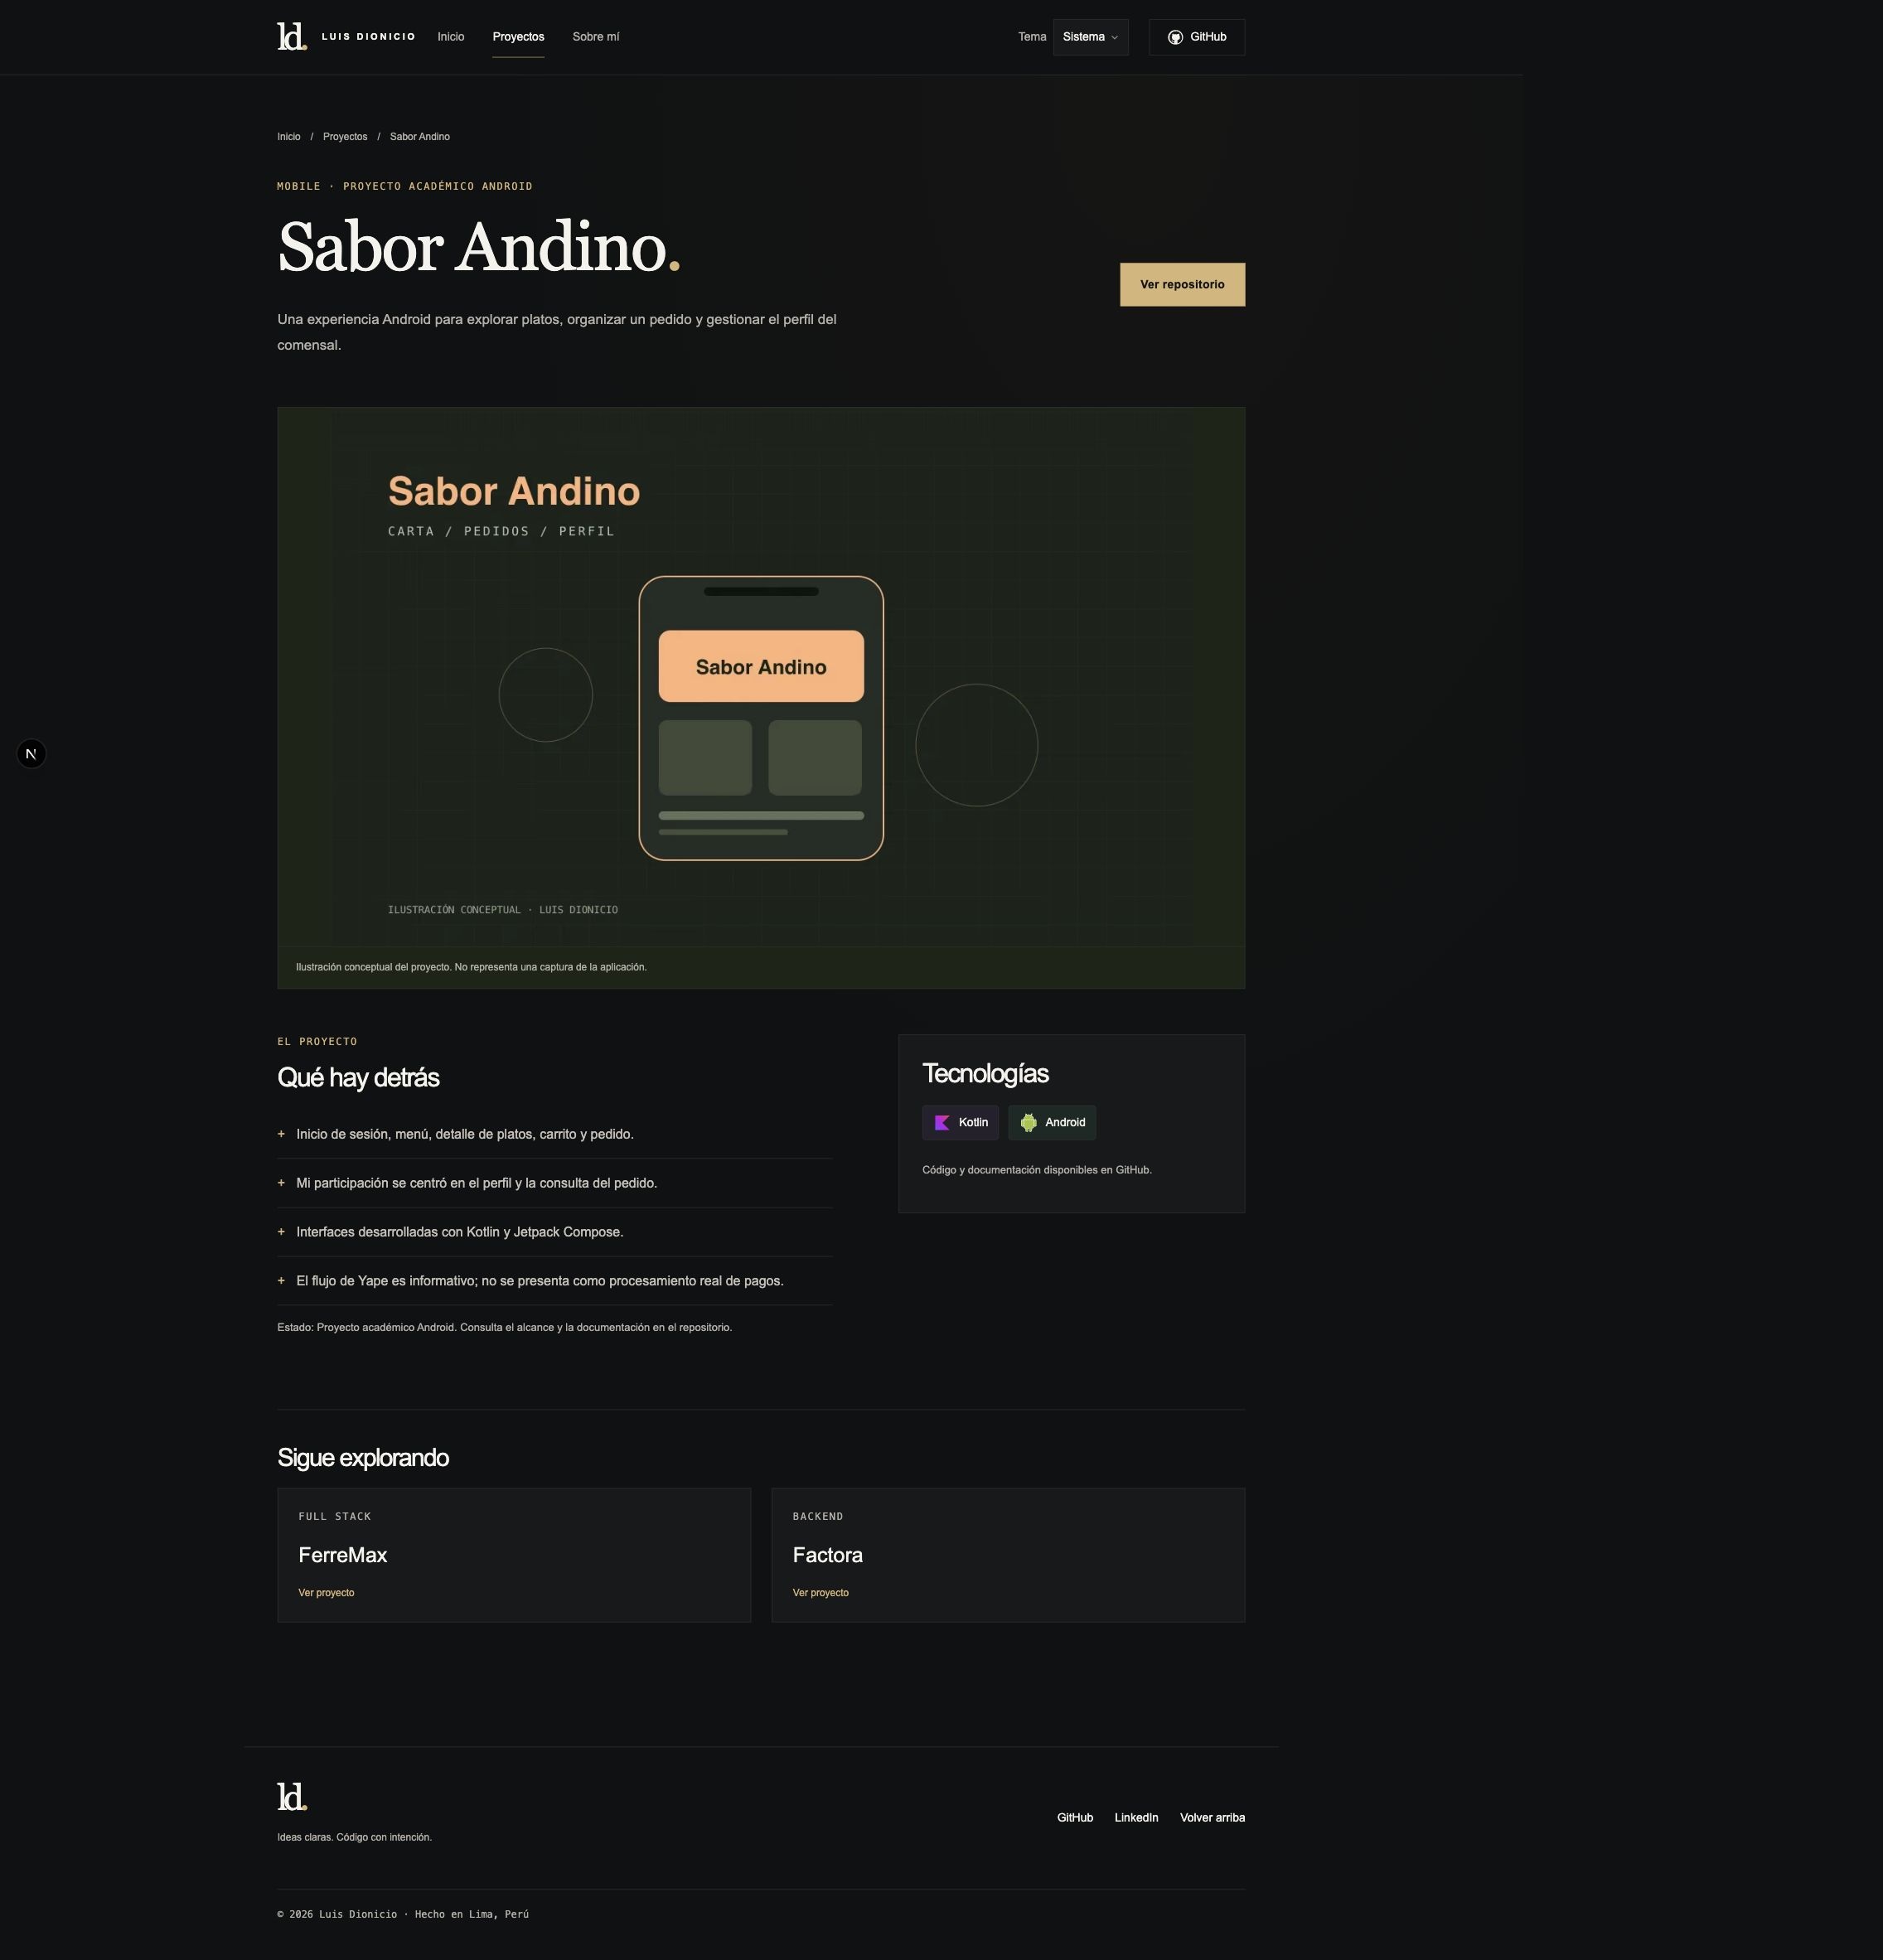 ld.
LUIS DIONICIO
Inicio
Proyectos
Sobre mí
Tema
Sistema
GitHub
Inicio / Proyectos / Sabor Andino
MOBILE · PROYECTO ACADÉMICO ANDROID
Sabor Andino.
Ver repositorio
Una experiencia Android para explorar platos, organizar un pedido y gestionar el perfil del
comensal.
Sabor Andino
CARTA / PEDIDOS / PERFIL
Sabor Andino
ILUSTRACIÓN CONCEPTUAL · LUIS DIONICIO
Ilustración conceptual del proyecto. No representa una captura de la aplicación.
N
EL PROYECTO
Qué hay detrás
+ Inicio de sesión, menú, detalle de platos, carrito y pedido.
+ Mi participación se centró en el perfil y la consulta del pedido.
+ Interfaces desarrolladas con Kotlin y Jetpack Compose.
+ El flujo de Yape es informativo; no se presenta como procesamiento real de pagos.
Estado: Proyecto académico Android. Consulta el alcance y la documentación en el repositorio.
Tecnologías
Kotlin
Android
Código y documentación disponibles en GitHub.
Sigue explorando
FULL STACK
FerreMax
Ver proyecto
BACKEND
Factora
Ver proyecto
ld.
Ideas claras. Código con intención.
GitHub
LinkedIn
Volver arriba
© 2026 Luis Dionicio · Hecho en Lima, Perú